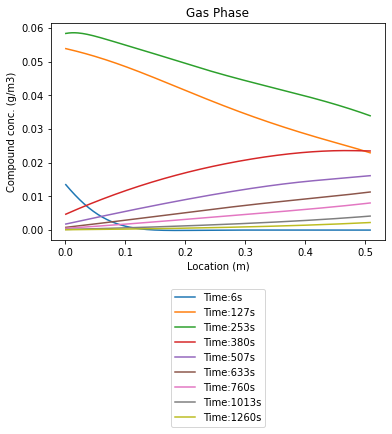 Gas Phase
0.06
0.05
0.04
0.03
0.02
0.01
0.00
Compound conc. (g/m3)
0.0 0.1 0.2 0.3 0.4 0.5
Location (m)
Time:6s
Time:127s
Time:253s
Time:380s
Time:507s
Time:633s
Time:760s
Time:1013s
Time:1260s